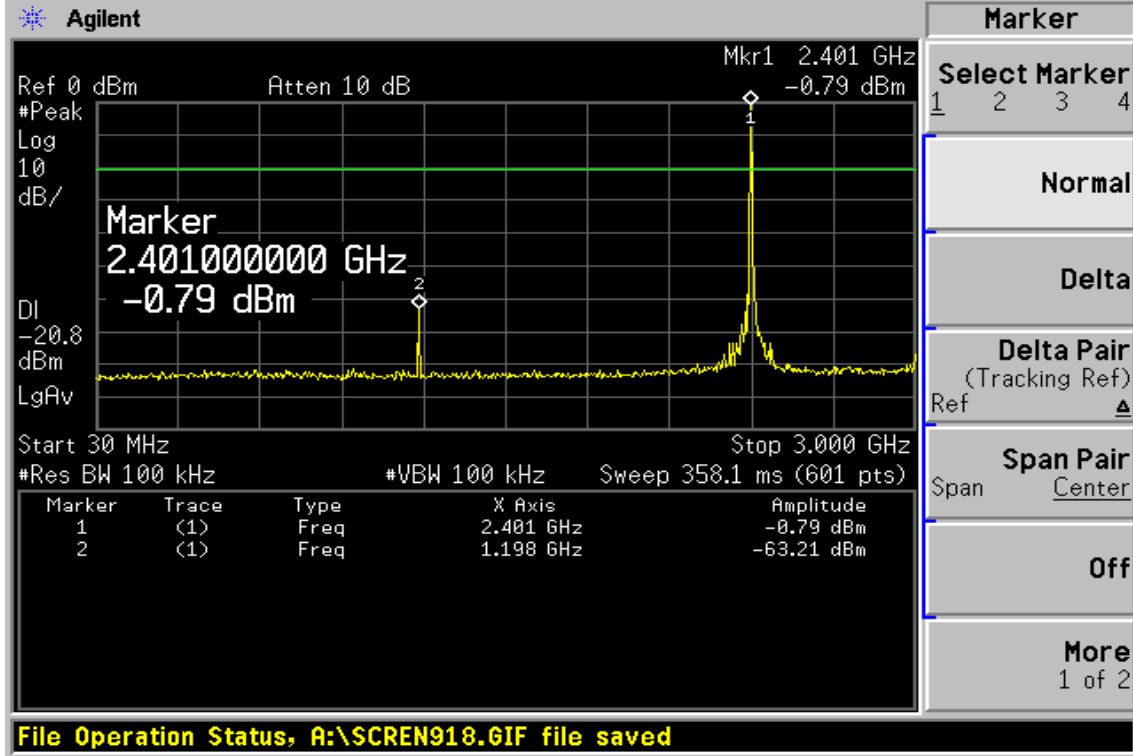 Agilent
Marker
Mkr1 2.401 GHz
Ref 0 dBm Atten 10 dB -0.79 dBm
#Peak
Log
10
dB/
1
Marker
2.401000000 GHz
-0.79 dBm
2
DI
-20.8
dBm
LgAv
Start 30 MHz Stop 3.000 GHz
#Res BW 100 kHz #VBW 100 kHz Sweep 358.1 ms (601 pts)
Marker Trace Type X Axis Amplitude
1 (1) Freq 2.401 GHz -0.79 dBm
2 (1) Freq 1.198 GHz -63.21 dBm
Select Marker
1 2 3 4
Normal
Delta
Delta Pair
(Tracking Ref)
Ref Δ
Span Pair
Span Center
Off
More
1 of 2
File Operation Status, A:\SCREN918.GIF file saved